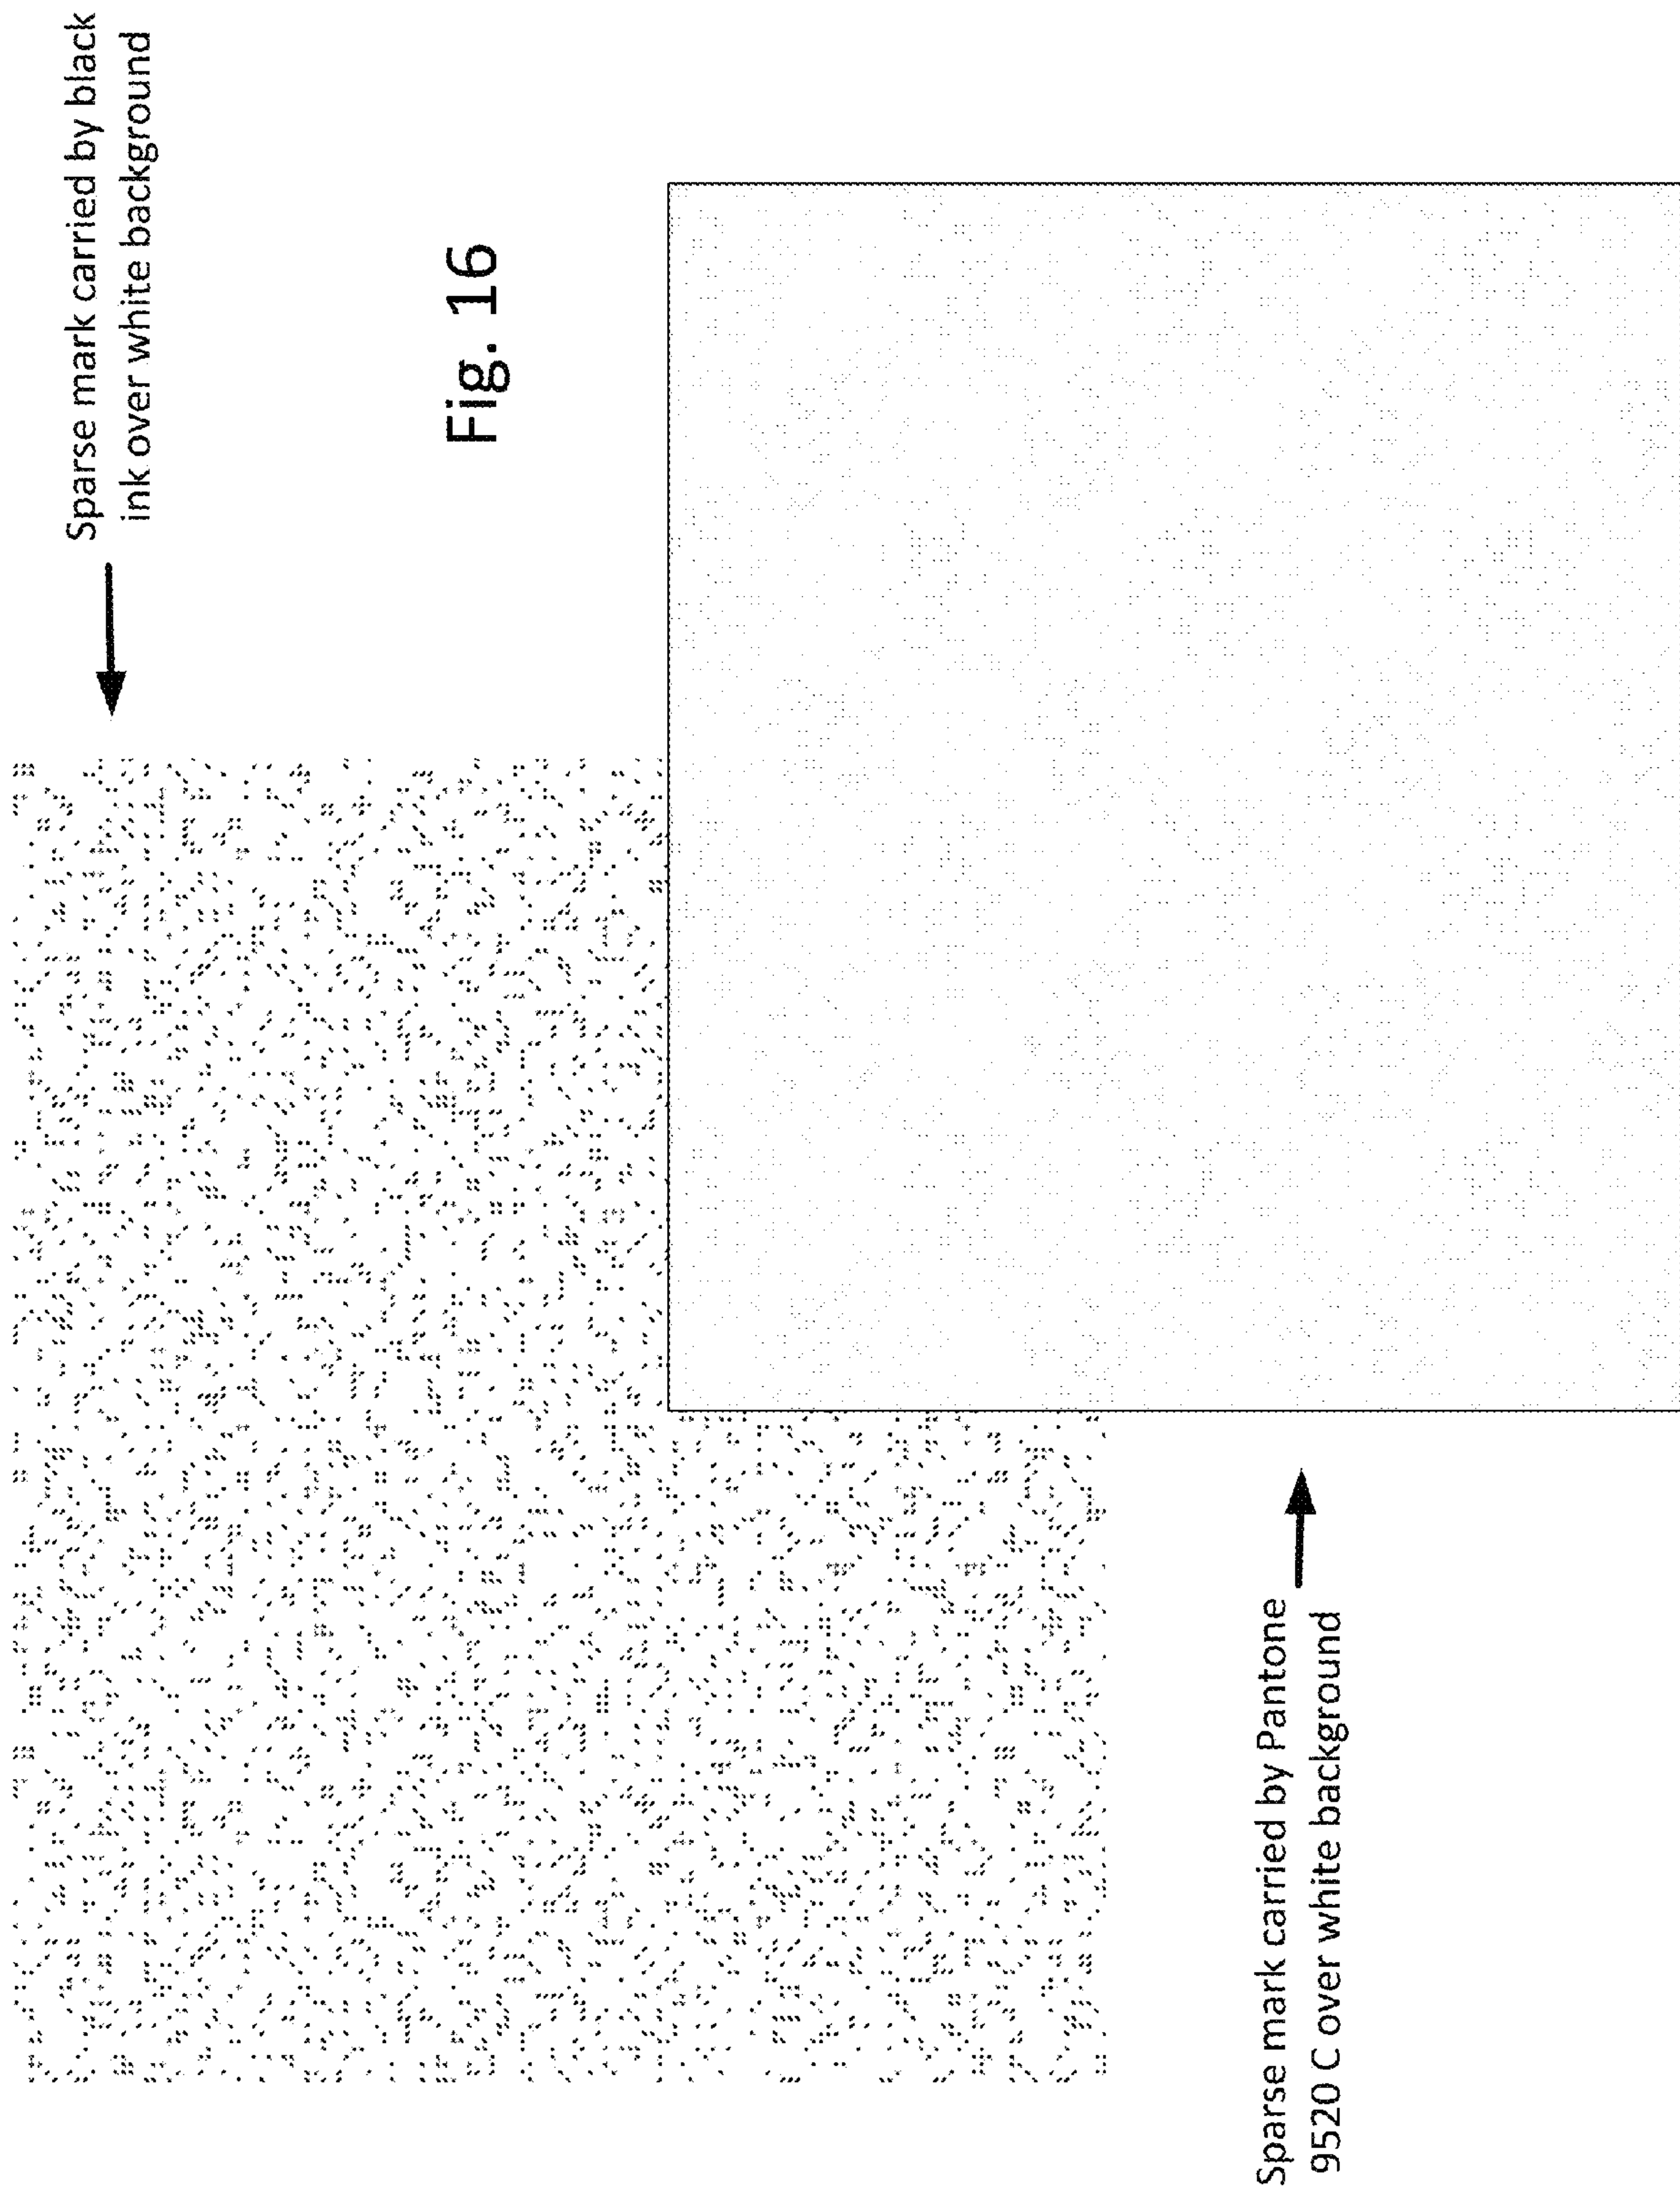 Sparse mark carried by black
ink over white background
Fig. 16
Sparse mark carried by Pantone
9520 C over white background